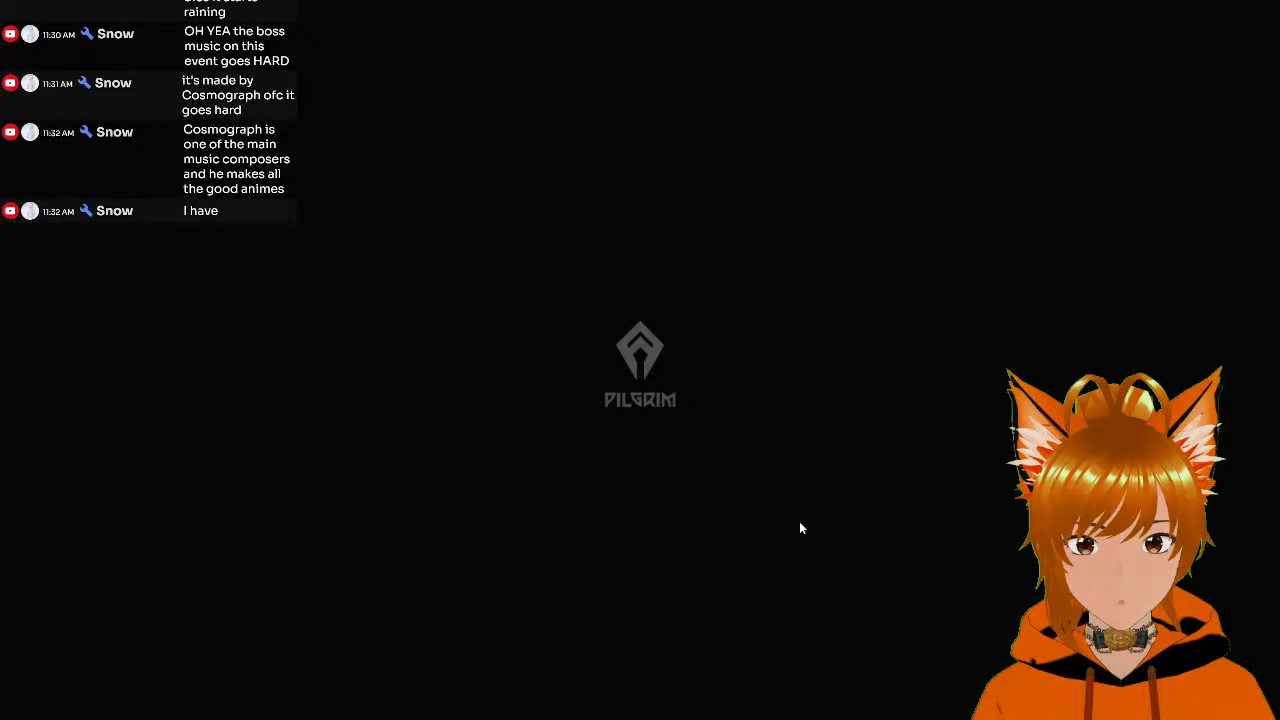 raining
11:30 AM Snow OH YEA the boss
music on this
event goes HARD
11:31 AM Snow it's made by
Cosmograph ofc it
goes hard
11:32 AM Snow Cosmograph is
one of the main
music composers
and he makes all
the good animes
11:32 AM Snow I have
PILGRIM